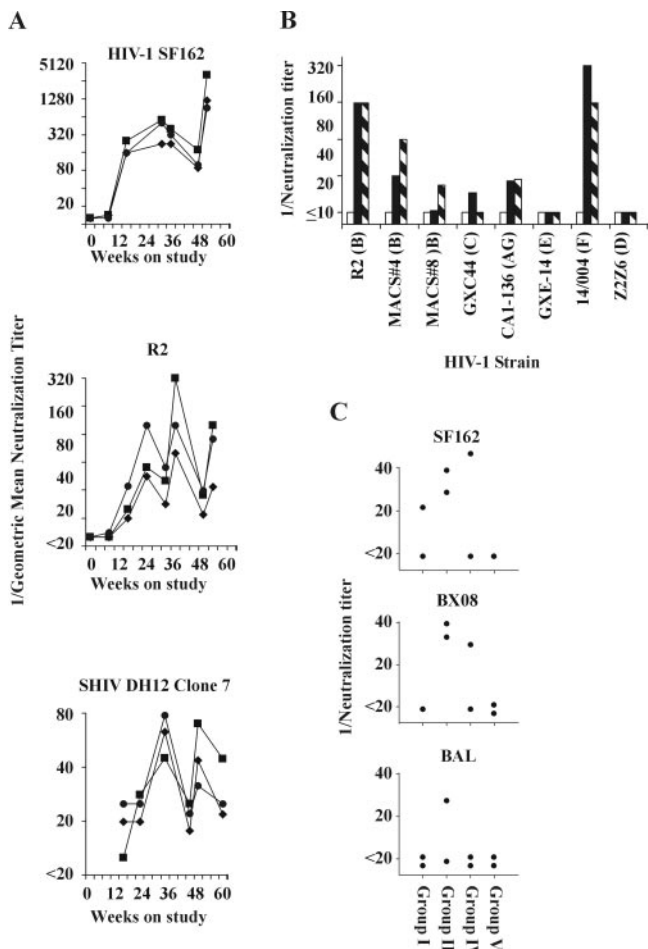 A
HIV-1 SF162
5120
1280
320
80
20
0 12 24 36 48 60
Weeks on study
R2
320
160
80
40
20
<20
0 12 24 36 48 60
Weeks on study
SHIV DH12 Clone 7
80
40
20
<20
0 12 24 36 48 60
Weeks on study
1/Geometric Mean Neutralization Titer
B
1/Neutralization titer
320
160
80
40
20
≤10
R2 (B)
MACS#4 (B)
MACS#8 )B)
GXC44 (C)
CA1-136 (AG)
GXE-14 (E)
14/004 (F)
Z2Z6 (D)
HIV-1 Strain
C
SF162
40
20
<20
BX08
40
20
<20
BAL
40
20
<20
1/Neutralization titer
Group I
Group II
Group IV
Group V